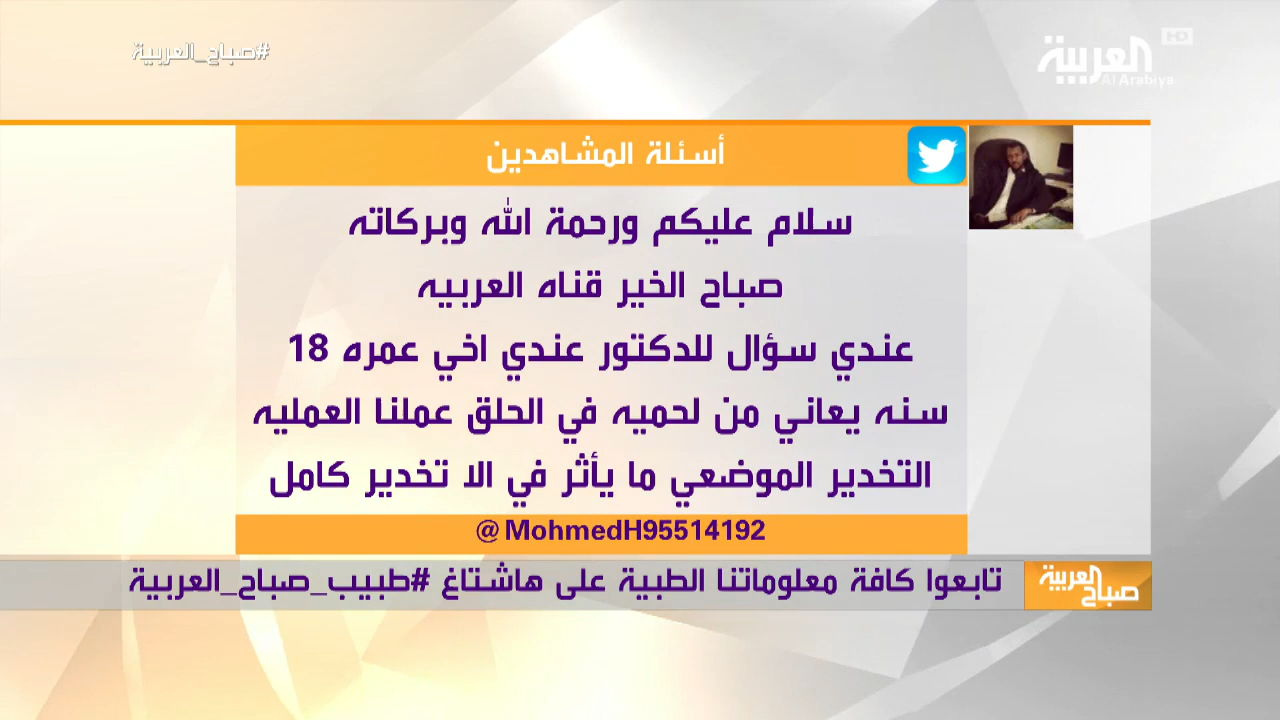 #صباح_العربية
HD
العربية
Al Arabiya
أسئلة المشاهدين
سلام عليكم ورحمة الله وبركاته
صباح الخير قناه العربيه
عندي سؤال للدكتور عندي اخي عمره 18
سنه يعاني من لحميه في الحلق عملنا العمليه
التخدير الموضعي ما يأثر في الا تخدير كامل
@MohmedH95514192
تابعوا كافة معلوماتنا الطبية على هاشتاغ #طبيب_صباح_العربية
صباح العربية